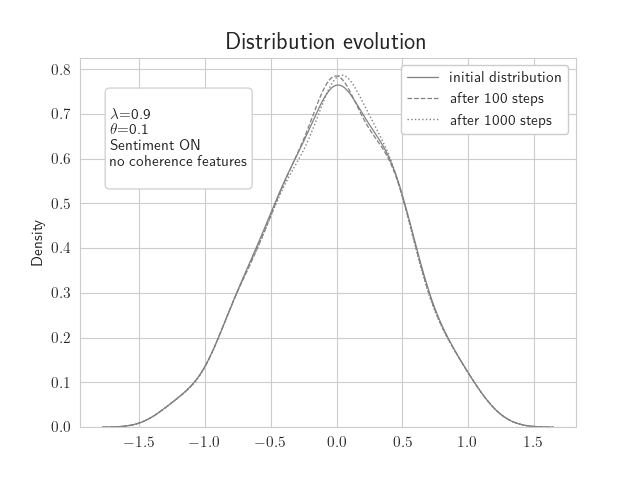 Distribution evolution
0.8
0.7
0.6
0.5
0.4
0.3
0.2
0.1
0.0
Density
λ=0.9
θ=0.1
Sentiment ON
no coherence features
initial distribution
after 100 steps
after 1000 steps
−1.5 −1.0 −0.5 0.0 0.5 1.0 1.5